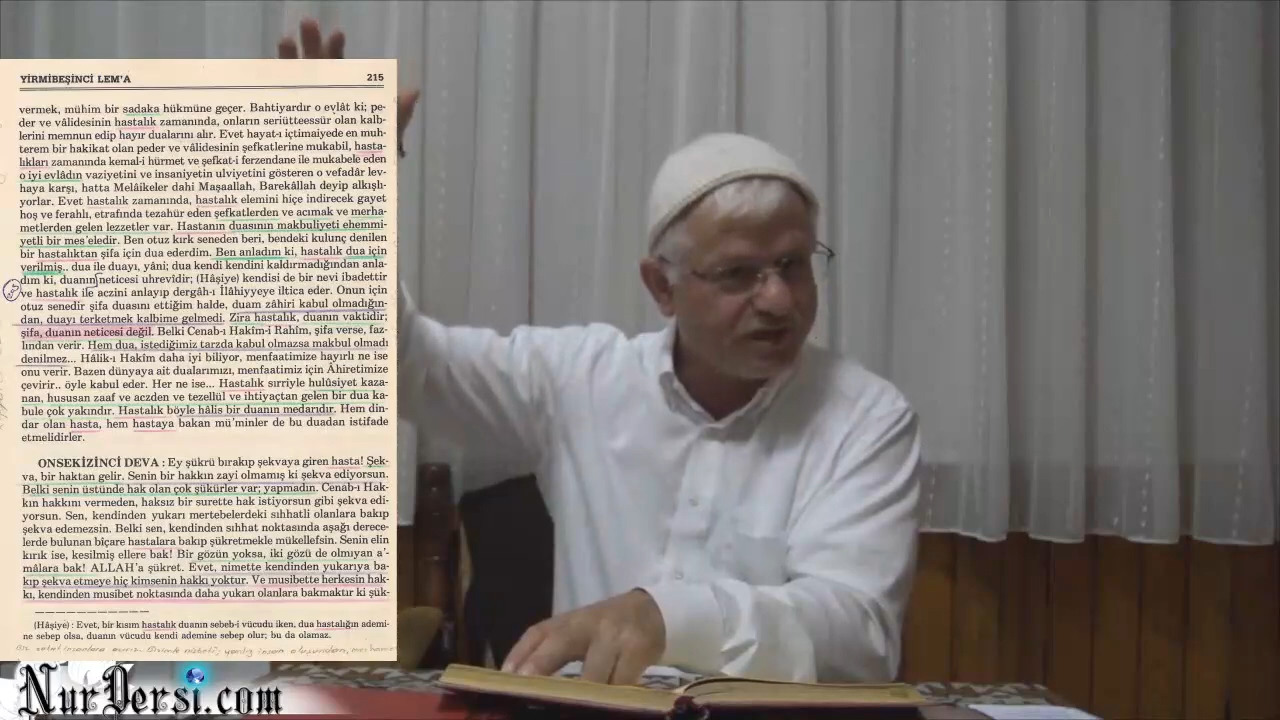 YİRMİBEŞİNCİ LEM'A 215
vermek, mühim bir sadaka hükmüne geçer. Bahtiyardır o evlât ki; pe-
der ve vâlidesinin hastalık zamanında, onların seriütteessür olan kalb-
lerini memnun edip hayır dualarını alır. Evet hayat-ı içtimaiyede en muh-
terem bir hakikat olan peder ve vâlidesinin şefkatlerine mukabil, hasta-
lıkları zamanında kemal-i hürmet ve şefkat-i ferzendane ile mukabele eden
o iyi evlâdın vaziyetini ve insaniyetin ulviyetini gösteren o vefadâr lev-
haya karşı, hatta Melâikeler dahi Maşaallah, Barekâllah deyip alkışlı-
yorlar. Evet hastalık zamanında, hastalık elemini hiçe indirecek gayet
hoş ve ferahlı, etrafında tezahür eden şefkatlerden ve acımak ve merha-
metlerden gelen lezzetler var. Hastanın duasının makbuliyeti ehemmi-
yetli bir mes'eledir. Ben otuz kırk seneden beri, bendeki kulunç denilen
bir hastalıktan şifa için dua ederdim. Ben anladım ki, hastalık dua için
verilmiş.. dua ile duayı, yâni; dua kendi kendini kaldırmadığından anla-
dım ki, duanın neticesi uhrevîdir; (Hâşiye) kendisi de bir nevi ibadettir
ve hastalık ile aczini anlayıp dergâh-ı İlâhiyyeye iltica eder. Onun için
otuz senedir şifa duasını ettiğim halde, duam zâhiri kabul olmadığın-
dan, duayı terketmek kalbime gelmedi. Zira hastalık, duanın vaktidir;
şifa, duanın neticesi değil. Belki Cenab-ı Hakîm-i Rahîm, şifa verse, faz-
lından verir. Hem dua, istediğimiz tarzda kabul olmazsa makbul olmadı
denilmez... Hâlik-ı Hakîm daha iyi biliyor, menfaatimize hayırlı ne ise
onu verir. Bazen dünyaya ait dualarımızı, menfaatimiz için Âhiretimize
çevirir.. öyle kabul eder. Her ne ise... Hastalık sırriyle hulûsiyet kaza-
nan, hususan zaaf ve aczden ve tezellül ve ihtiyaçtan gelen bir dua ka-
bule çok yakındır. Hastalık böyle hâlis bir duanın medarıdır. Hem din-
dar olan hasta, hem hastaya bakan mü'minler de bu duadan istifade
etmelidirler.
ONSEKİZİNCİ DEVA : Ey şükrü bırakıp şekvaya giren hasta! Şek-
va, bir haktan gelir. Senin bir hakkın zayi olmamış ki şekva ediyorsun.
Belki senin üstünde hak olan çok şükürler var; yapmadın. Cenab-ı Hak-
kın hakkını vermeden, haksız bir surette hak istiyorsun gibi şekva edi-
yorsun. Sen, kendinden yukarı mertebelerdeki sıhhatli olanlara bakıp
şekva edemezsin. Belki sen, kendinden sıhhat noktasında aşağı derece-
lerde bulunan biçare hastalara bakıp şükretmekle mükellefsin. Senin elin
kırık ise, kesilmiş ellere bak! Bir gözün yoksa, iki gözü de olmıyan a'-
mâlara bak! ALLAH'a şükret. Evet, nimette kendinden yukarıya ba-
kıp şekva etmeye hiç kimsenin hakkı yoktur. Ve musibette herkesin hak-
kı, kendinden musibet noktasında daha yukarı olanlara bakmaktır ki şük-
(Hâşiye) : Evet, bir kısım hastalık duanın sebeb-i vücudu iken, dua hastalığın ademi-
ne sebep olsa, duanın vücudu kendi ademine sebep olur; bu da olamaz.
NurDersi.com